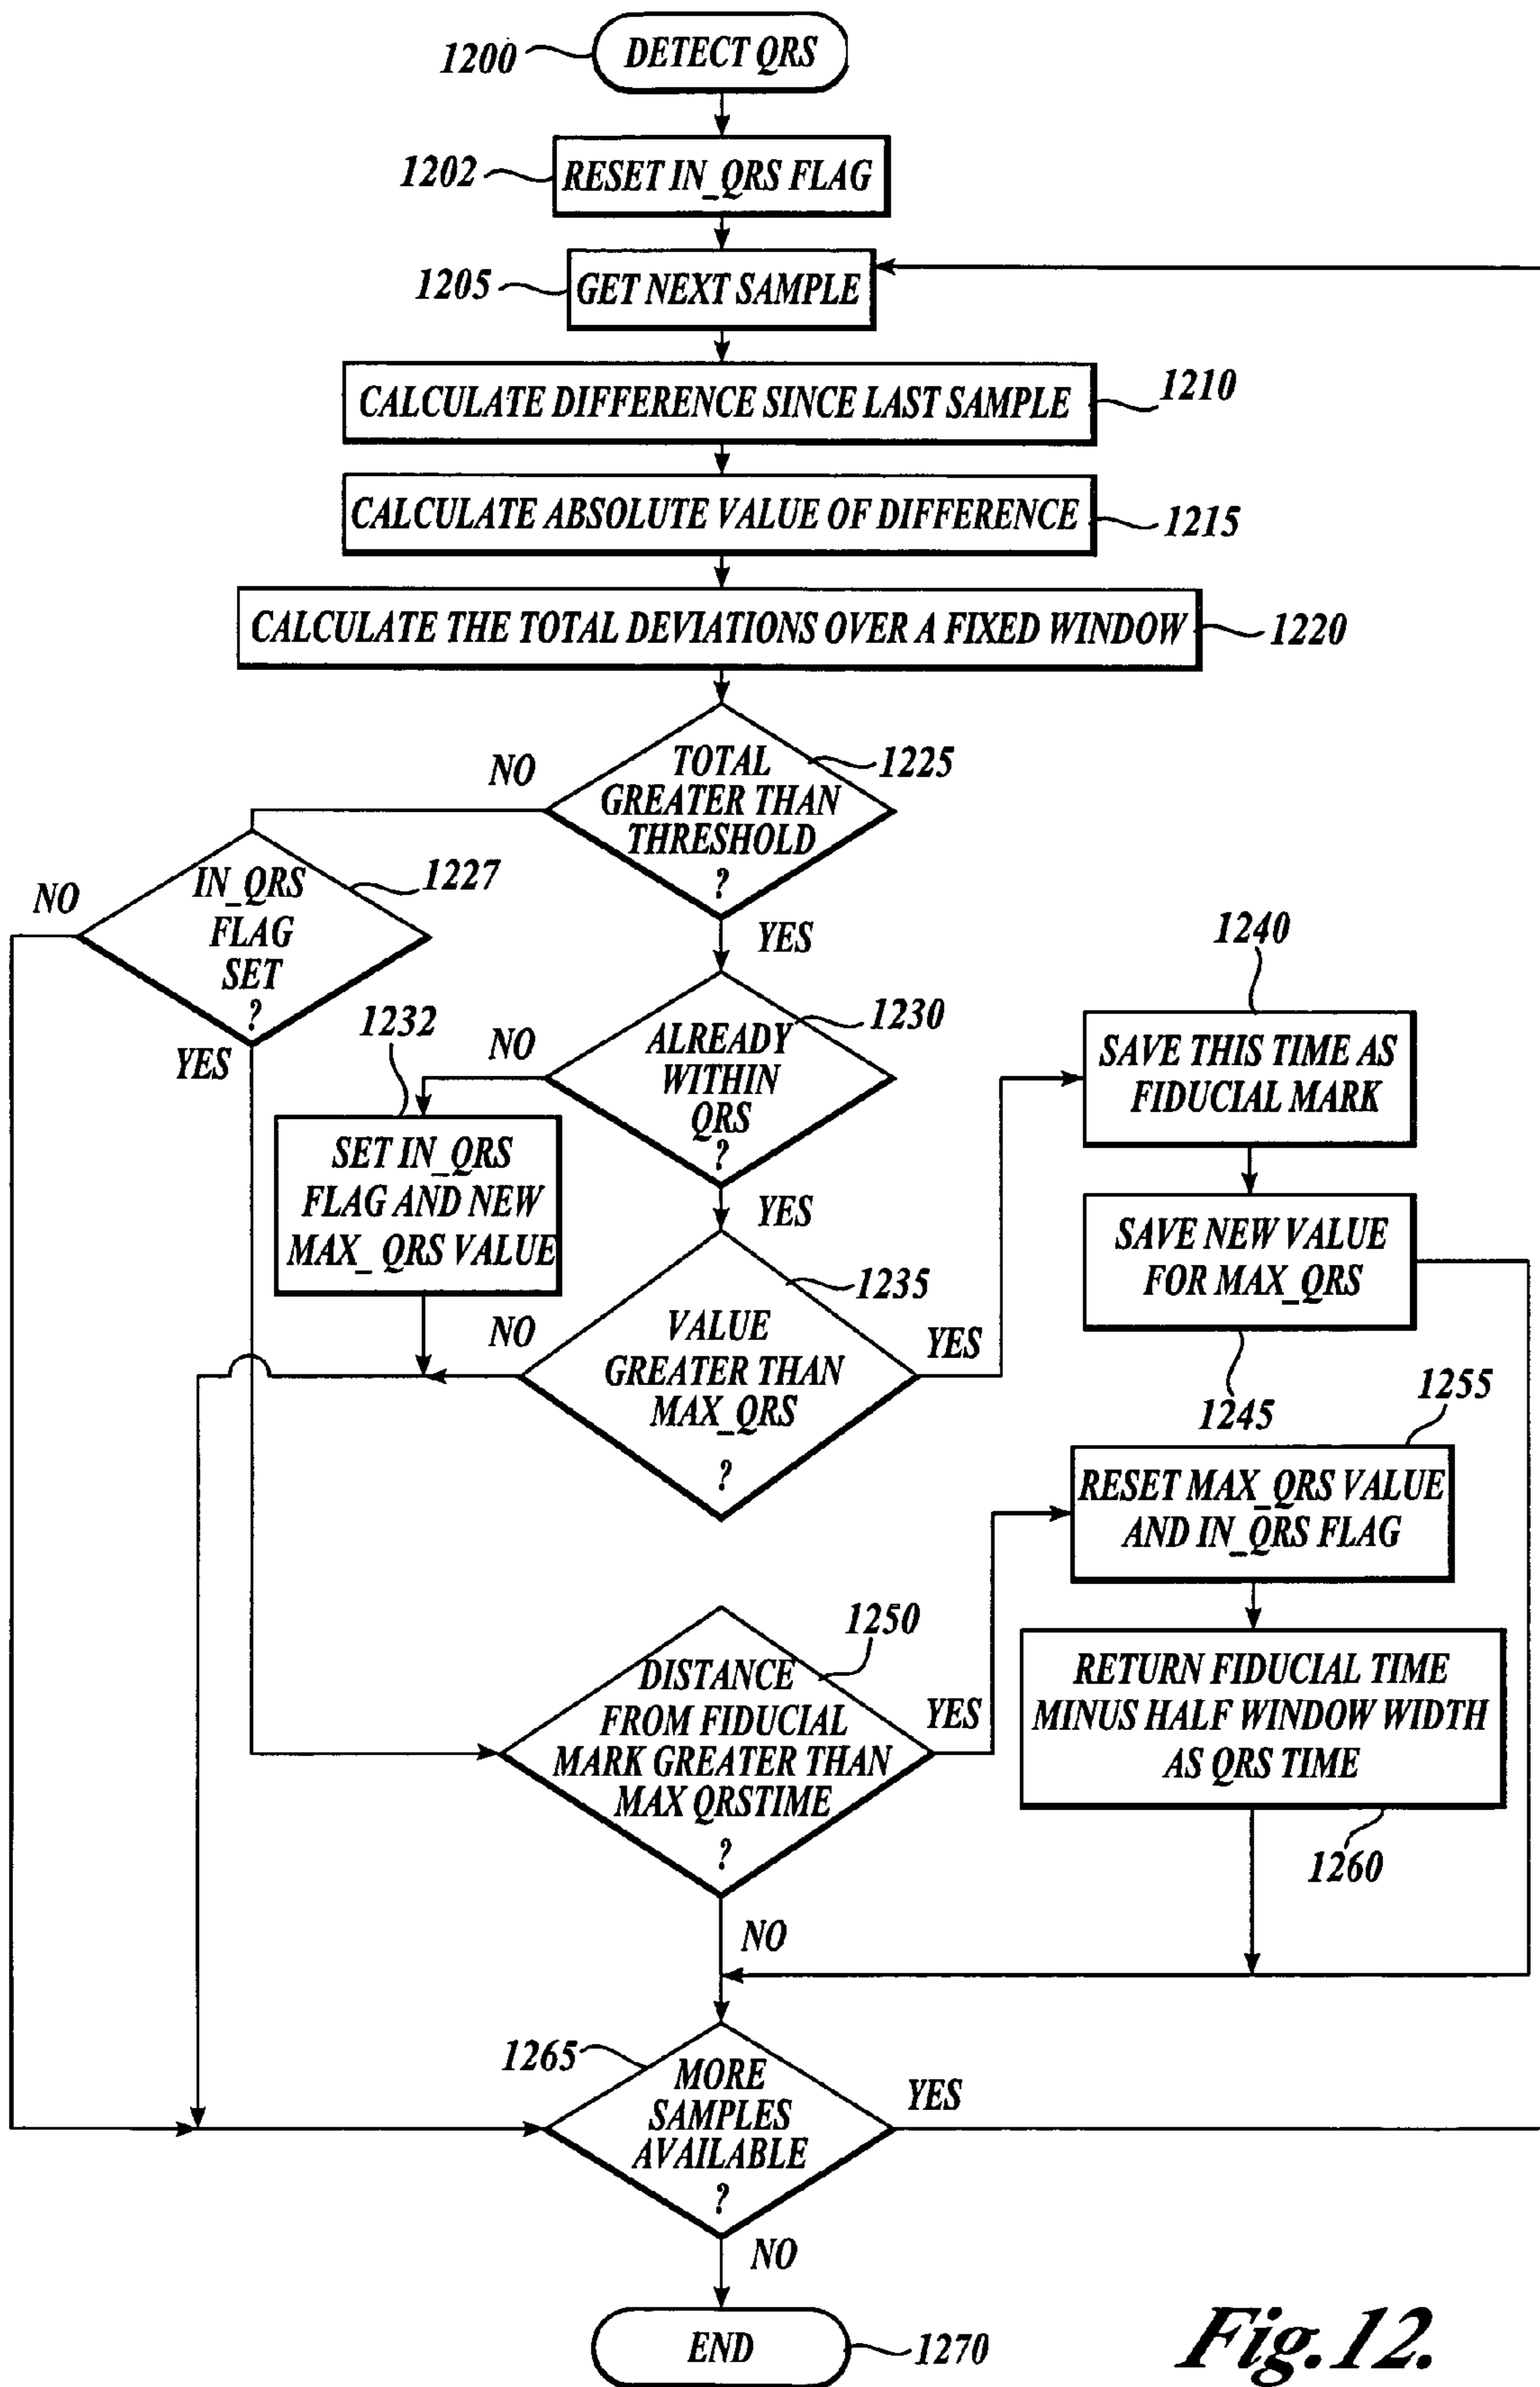 1200
DETECT QRS
1202
RESET IN_QRS FLAG
1205
GET NEXT SAMPLE
CALCULATE DIFFERENCE SINCE LAST SAMPLE
1210
CALCULATE ABSOLUTE VALUE OF DIFFERENCE
1215
CALCULATE THE TOTAL DEVIATIONS OVER A FIXED WINDOW
1220
NO
TOTAL
GREATER THAN
THRESHOLD
?
1225
YES
NO
IN_QRS
FLAG
SET
?
1227
YES
1232
NO
ALREADY
WITHIN
QRS
?
1230
YES
SET IN_QRS
FLAG AND NEW
MAX_ QRS VALUE
NO
VALUE
GREATER THAN
MAX_QRS
?
1235
YES
1240
SAVE THIS TIME AS
FIDUCIAL MARK
SAVE NEW VALUE
FOR MAX_QRS
1245
1255
RESET MAX_QRS VALUE
AND IN_QRS FLAG
1250
DISTANCE
FROM FIDUCIAL
MARK GREATER THAN
MAX QRSTIME
?
YES
NO
RETURN FIDUCIAL TIME
MINUS HALF WINDOW WIDTH
AS QRS TIME
1260
1265
MORE
SAMPLES
AVAILABLE
?
YES
NO
END
1270
Fig.12.